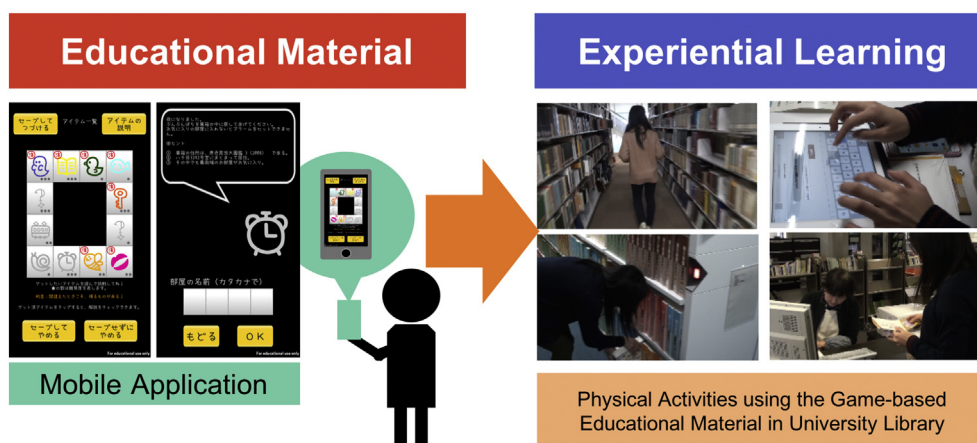 Educational Material
Experiential Learning
セーブして
つづける
アイテム一覧
アイテムの
説明
部屋の名前(カタカナで)
セーブして
やめる
セーブせずに
やめる
もどる
OK
For educational use only
For educational use only
Mobile Application
Physical Activities using the Game-based
Educational Material in University Library